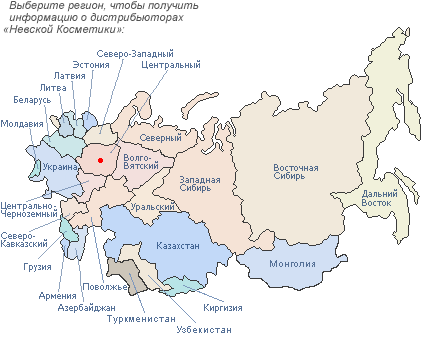 Выберите регион, чтобы получить
информацию о дистрибьюторах
«Невской Косметики»:
Северо-Западный
Эстония
Центральный
Латвия
Литва
Беларусь
Молдавия
Северный
Волго-
Вятский
Украина
Западная
Сибирь
Восточная
Сибирь
Дальний
Восток
Уральский
Центрально-
Черноземный
Северо-
Кавказский
Казахстан
Монголия
Грузия
Поволжье
Армения
Азербайджан
Киргизия
Туркменистан
Узбекистан